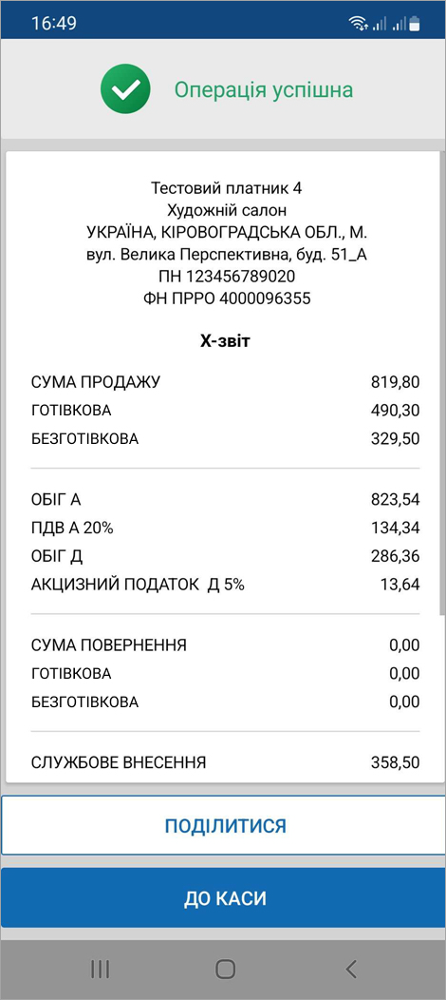 16:49
Операція успішна
Тестовий платник 4
Художній салон
УКРАЇНА, КІРОВОГРАДСЬКА ОБЛ., М.
вул. Велика Перспективна, буд. 51_А
ПН 123456789020
ФН ПРРО 4000096355
Х-звіт
СУМА ПРОДАЖУ 819,80
ГОТІВКОВА 490,30
БЕЗГОТІВКОВА 329,50
ОБІГ А 823,54
ПДВ А 20% 134,34
ОБІГ Д 286,36
АКЦИЗНИЙ ПОДАТОК Д 5% 13,64
СУМА ПОВЕРНЕННЯ 0,00
ГОТІВКОВА 0,00
БЕЗГОТІВКОВА 0,00
СЛУЖБОВЕ ВНЕСЕННЯ 358,50
ПОДІЛИТИСЯ
ДО КАСИ